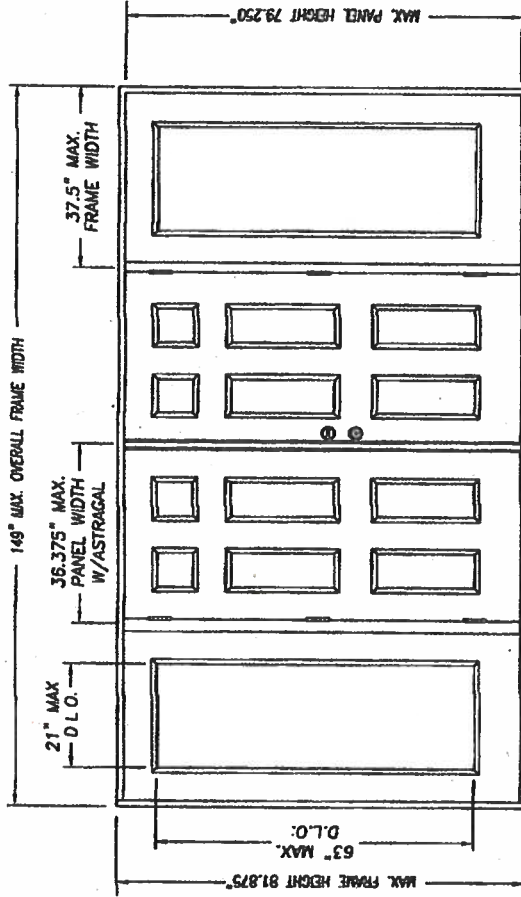 149" MAX. OVERALL FRAME WIDTH
37.5" MAX.
FRAME WIDTH
36.375" MAX.
PANEL WIDTH
W/ASTRAGAL
21" MAX
D L O.
63" MAX.
D.L.O.
MAX. FRAME HEIGHT 81.875"
MAX. PANEL HEIGHT 79.250"